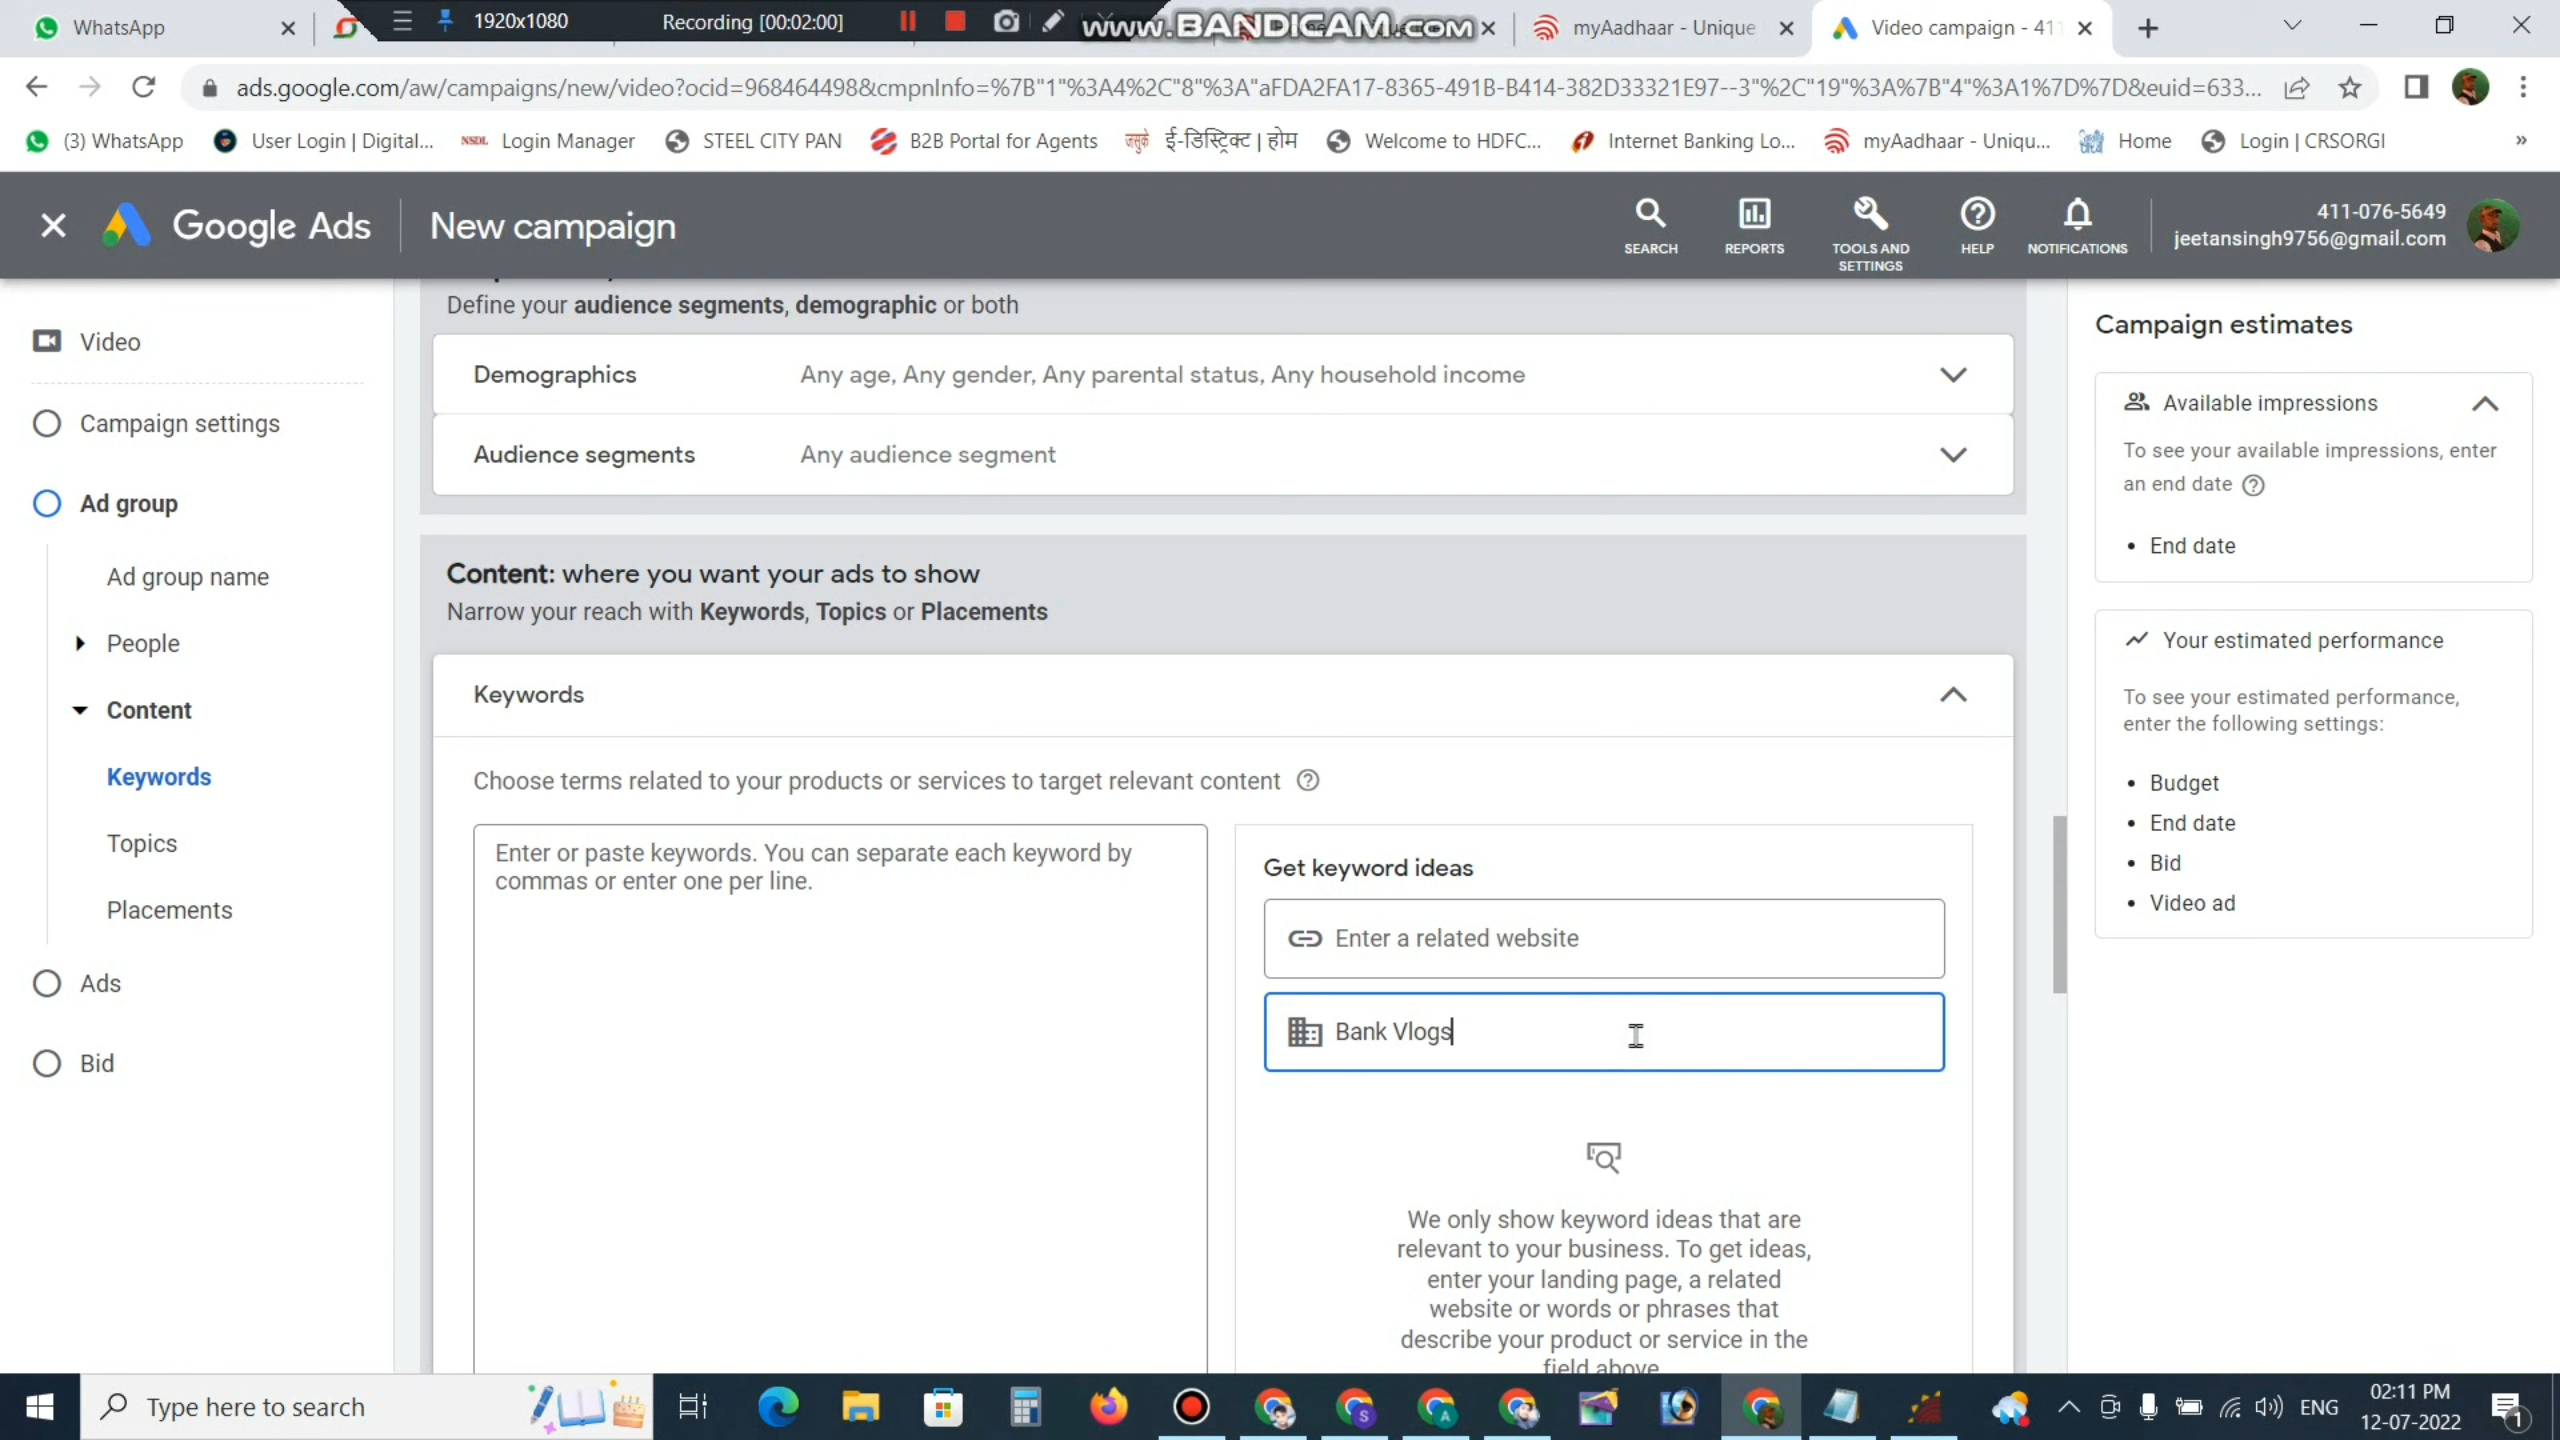 WhatsApp
1920x1080
Recording [00:02:00]
www.BANDICAM.com
myAadhaar - Unique
Video campaign - 411
ads.google.com/aw/campaigns/new/video?ocid=968464498&cmpnInfo=%7B"1"%3A4%2C"8"%3A"aFDA2FA17-8365-491B-B414-382D33321E97--3"%2C"19"%3A%7B"4"%3A1%7D%7D&euid=633...
(3) WhatsApp
User Login | Digital...
NSDL Login Manager
STEEL CITY PAN
B2B Portal for Agents
ई-डिस्ट्रिक्ट | होम
Welcome to HDFC...
Internet Banking Lo...
myAadhaar - Uniqu...
Home
Login | CRSORGI
»
Google Ads
New campaign
SEARCH
REPORTS
TOOLS AND
SETTINGS
HELP
NOTIFICATIONS
411-076-5649
jeetansingh9756@gmail.com
Video
Campaign settings
Ad group
Ad group name
People
Content
Keywords
Topics
Placements
Ads
Bid
Define your audience segments, demographic or both
Demographics
Any age, Any gender, Any parental status, Any household income
Audience segments
Any audience segment
Content: where you want your ads to show
Narrow your reach with Keywords, Topics or Placements
Keywords
Choose terms related to your products or services to target relevant content
Enter or paste keywords. You can separate each keyword by
commas or enter one per line.
Get keyword ideas
Enter a related website
Bank Vlogs
We only show keyword ideas that are
relevant to your business. To get ideas,
enter your landing page, a related
website or words or phrases that
describe your product or service in the
field above.
Campaign estimates
Available impressions
To see your available impressions, enter
an end date
• End date
Your estimated performance
To see your estimated performance,
enter the following settings:
• Budget
• End date
• Bid
• Video ad
Type here to search
ENG
02:11 PM
12-07-2022
1